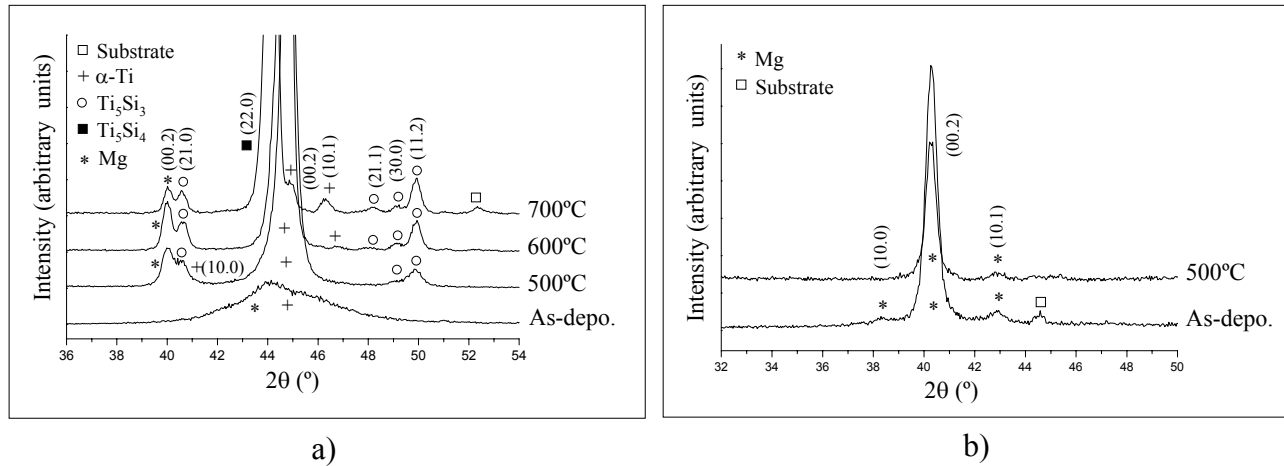 Intensity (arbitrary units)
□ Substrate
+ α-Ti
○ Ti₅Si₃
■ Ti₅Si₄
* Mg
(00.2)
(21.0)
(22.0)
(00.2)
(10.1)
(21.1)
(30.0)
(11.2)
700ºC
600ºC
+(10.0)
500ºC
As-depo.
36 38 40 42 44 46 48 50 52 54
2θ (º)
a)
Intensity (arbitrary units)
* Mg
□ Substrate
(00.2)
(10.0)
(10.1)
500ºC
As-depo.
32 34 36 38 40 42 44 46 48 50
2θ (º)
b)